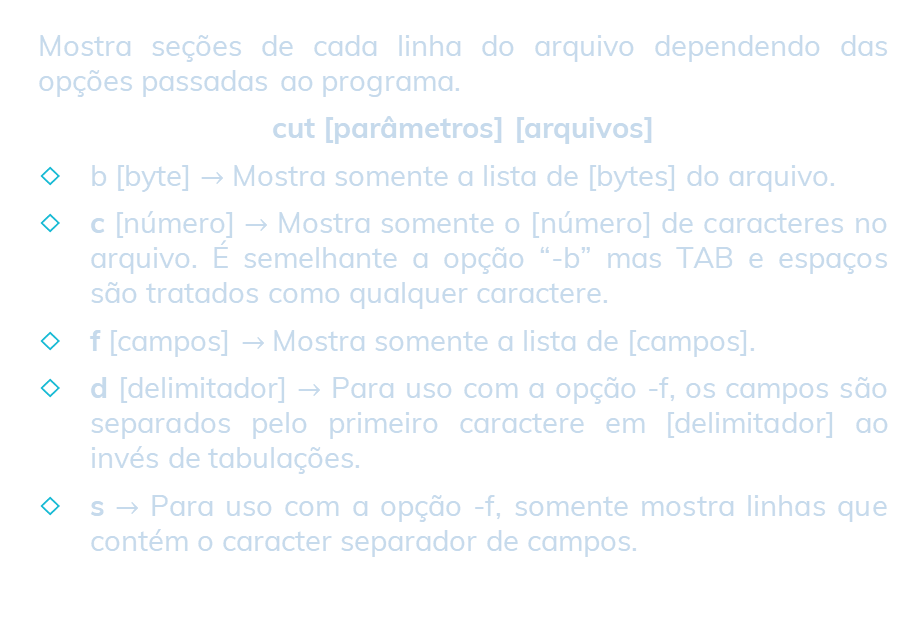 Mostra seções de cada linha do arquivo dependendo das
opções passadas ao programa.
cut [parâmetros] [arquivos]
b [byte] → Mostra somente a lista de [bytes] do arquivo.
c [número] → Mostra somente o [número] de caracteres no
arquivo. É semelhante a opção “-b” mas TAB e espaços
são tratados como qualquer caractere.
f [campos] → Mostra somente a lista de [campos].
d [delimitador] → Para uso com a opção -f, os campos são
separados pelo primeiro caractere em [delimitador] ao
invés de tabulações.
s → Para uso com a opção -f, somente mostra linhas que
contém o caracter separador de campos.